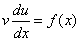 v du/dx = f(x)